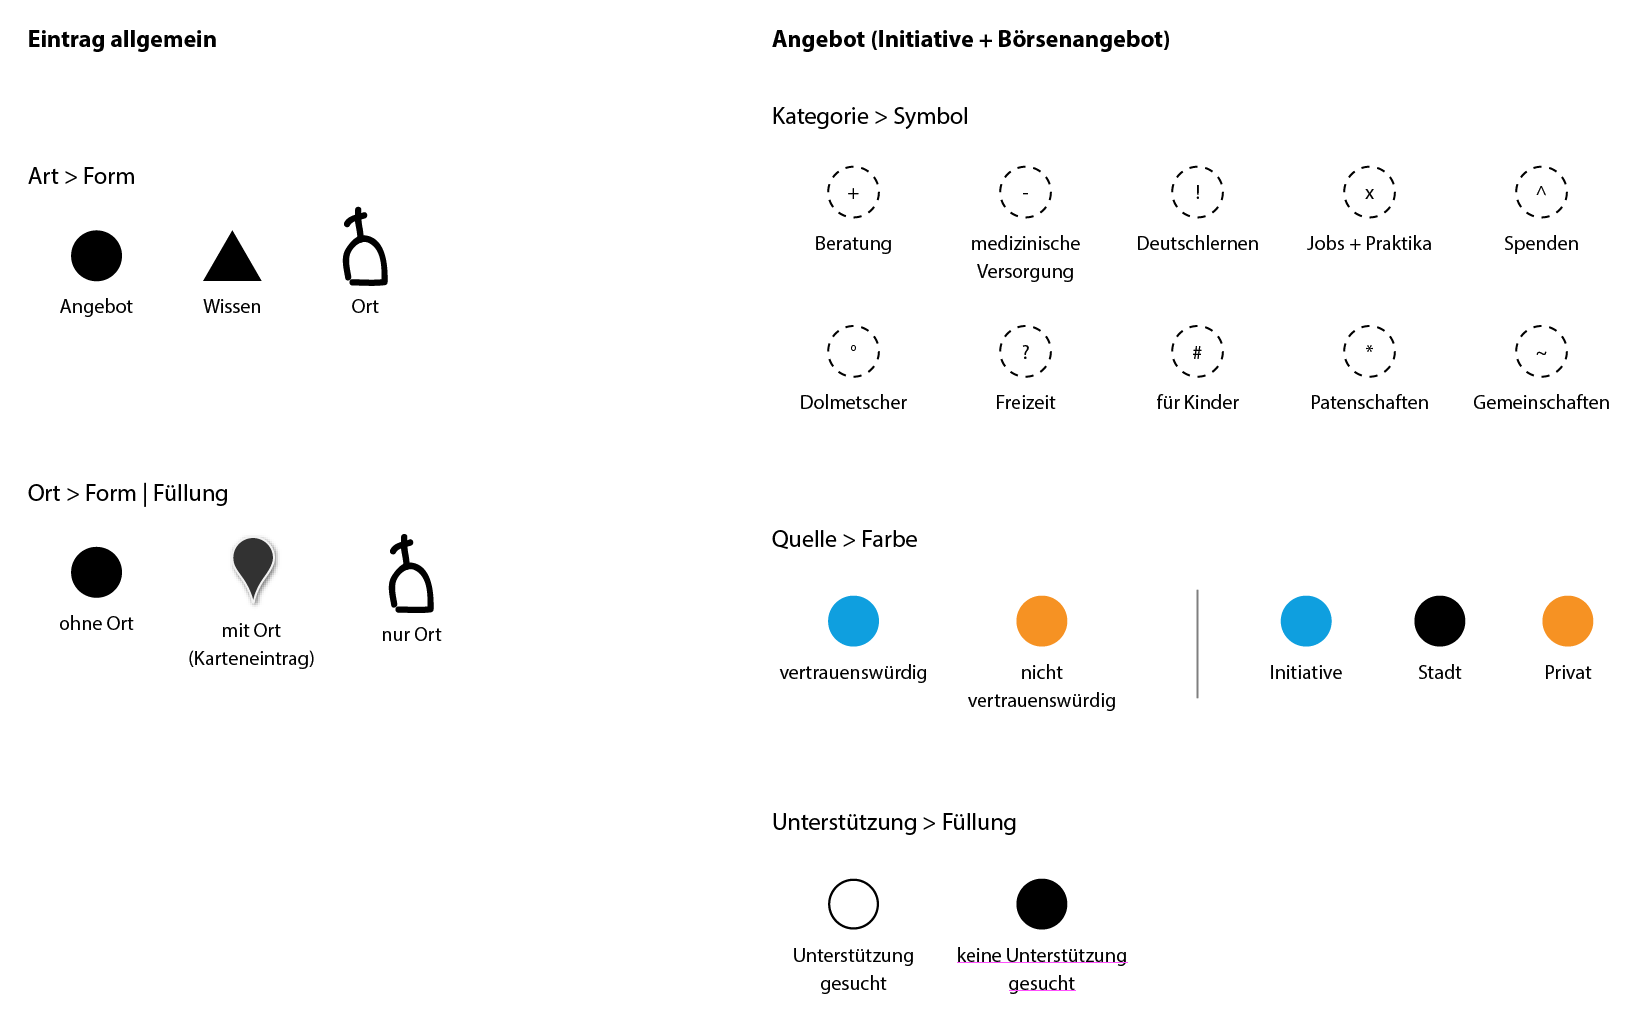 Eintrag allgemein
Art > Form
Angebot
Wissen
Ort
Ort > Form | Füllung
ohne Ort
mit Ort
(Karteneintrag)
nur Ort
Angebot (Initiative + Börsenangebot)
Kategorie > Symbol
+
-
!
x
^
Beratung
medizinische
Versorgung
Deutschlernen
Jobs + Praktika
Spenden
°
?
#
*
~
Dolmetscher
Freizeit
für Kinder
Patenschaften
Gemeinschaften
Quelle > Farbe
vertrauenswürdig
nicht
vertrauenswürdig
Initiative
Stadt
Privat
Unterstützung > Füllung
Unterstützung
gesucht
keine Unterstützung
gesucht